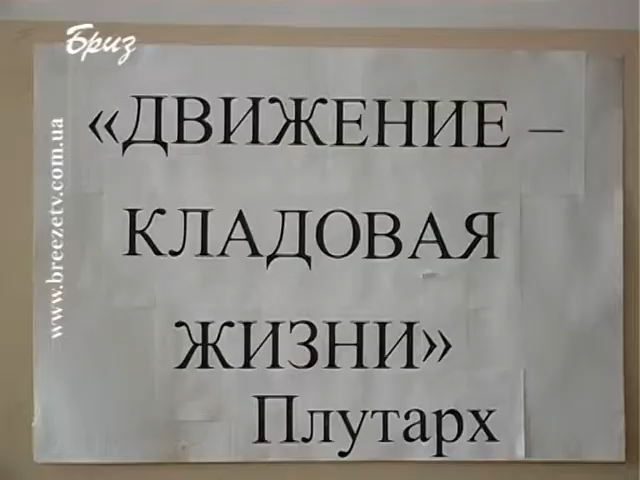 Бриз
www.breezetv.com.ua
«ДВИЖЕНИЕ –
КЛАДОВАЯ
ЖИЗНИ»
Плутарх